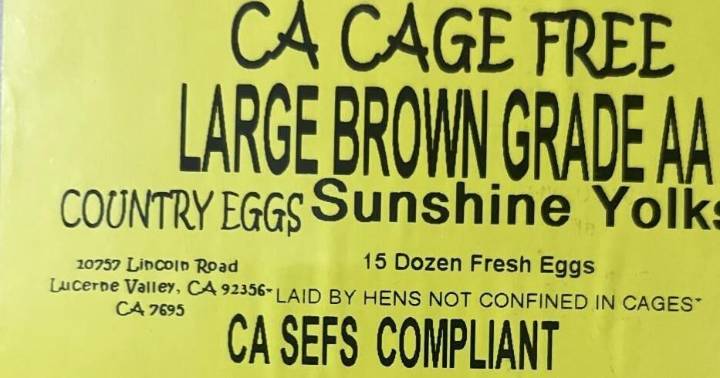 CA CAGE FREE
LARGE BROWN GRADE AA
COUNTRY EGGS Sunshine Yolks
10757 Lincoln Road
Lucerne Valley, CA 92356
CA 7695
15 Dozen Fresh Eggs
"LAID BY HENS NOT CONFINED IN CAGES"
CA SEFS COMPLIANT